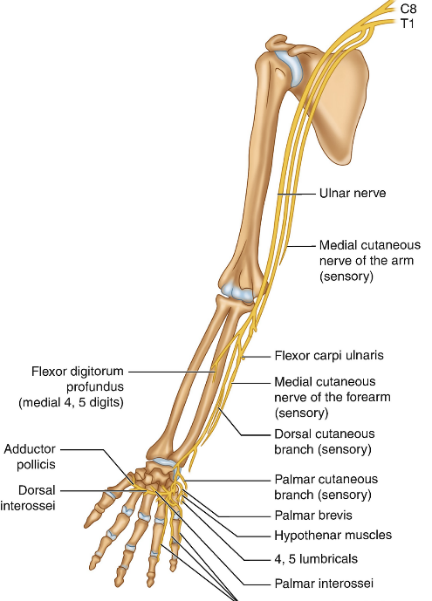 C8
T1
Ulnar nerve
Medial cutaneous
nerve of the arm
(sensory)
Flexor carpi ulnaris
Flexor digitorum
profundus
(medial 4, 5 digits)
Medial cutaneous
nerve of the forearm
(sensory)
Dorsal cutaneous
branch (sensory)
Adductor
pollicis
Dorsal
interossei
Palmar cutaneous
branch (sensory)
Palmar brevis
Hypothenar muscles
4, 5 lumbricals
Palmar interossei